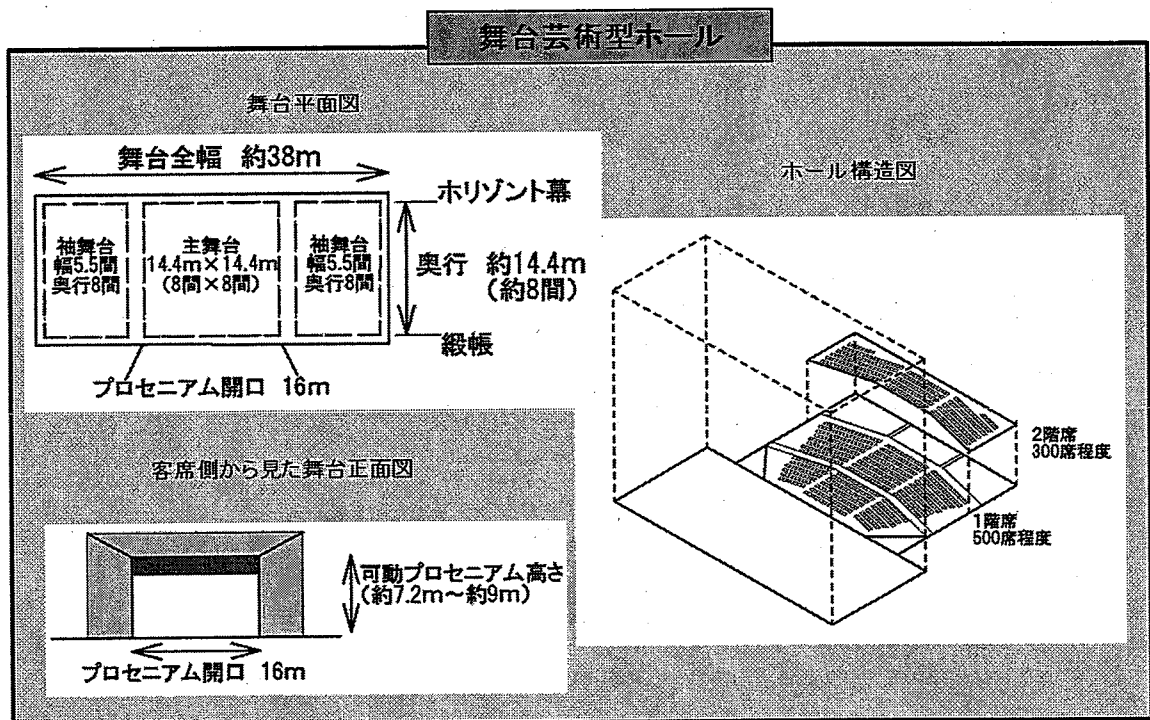 舞台芸術型ホール
舞台平面図
舞台全幅 約38m
ホリゾント幕
袖舞台
幅5.5間
奥行8間
主舞台
14.4m×14.4m
(8間×8間)
袖舞台
幅5.5間
奥行8間
奥行 約14.4m
(約8間)
緞帳
プロセニアム開口 16m
客席側から見た舞台正面図
可動プロセニアム高さ
(約7.2m～約9m)
プロセニアム開口 16m
ホール構造図
2階席
300席程度
1階席
500席程度